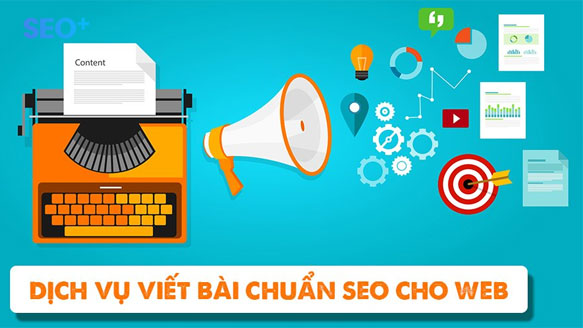 SEO+
Content
DỊCH VỤ VIẾT BÀI CHUẨN SEO CHO WEB